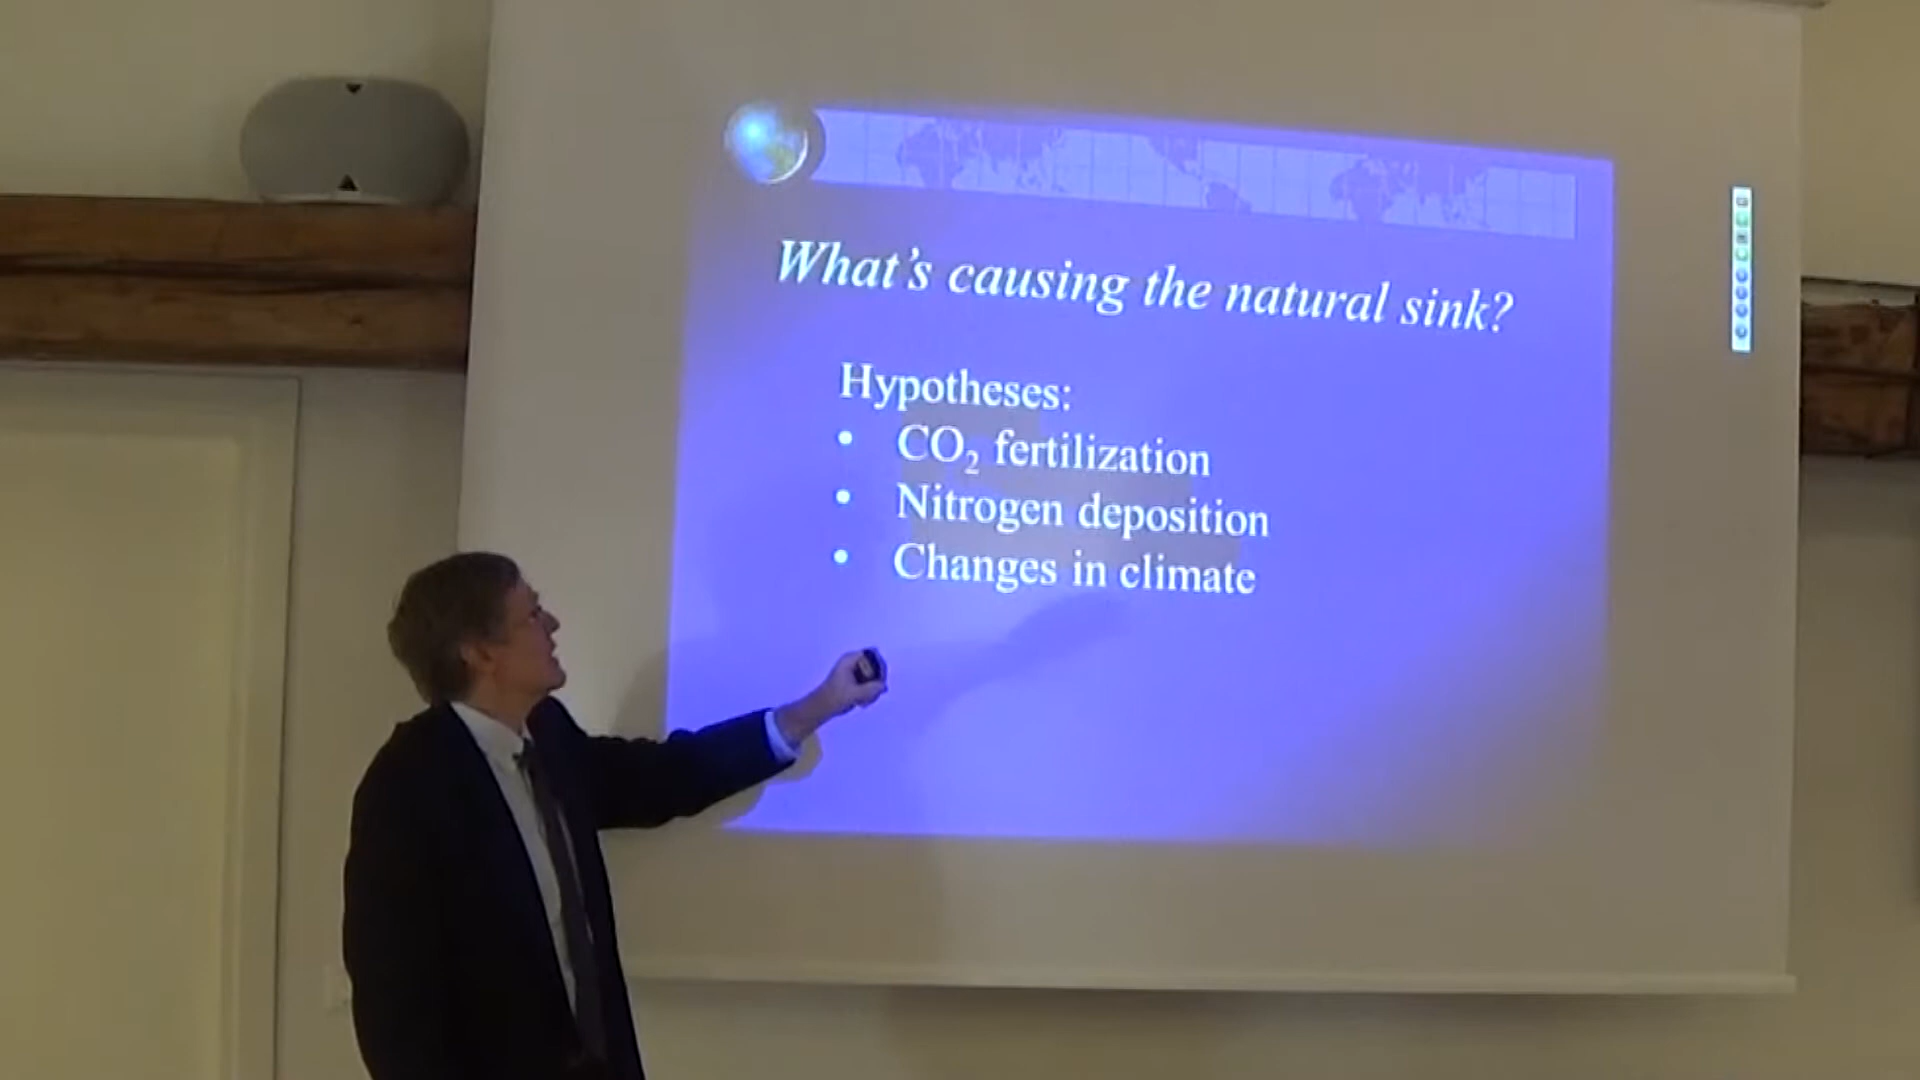 What's causing the natural sink?
Hypotheses:
• CO₂ fertilization
• Nitrogen deposition
• Changes in climate